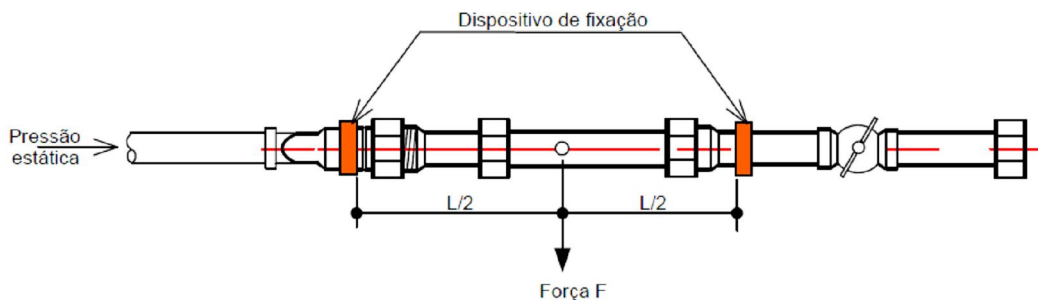 Dispositivo de fixação
Pressão
estática
L/2
L/2
Força F